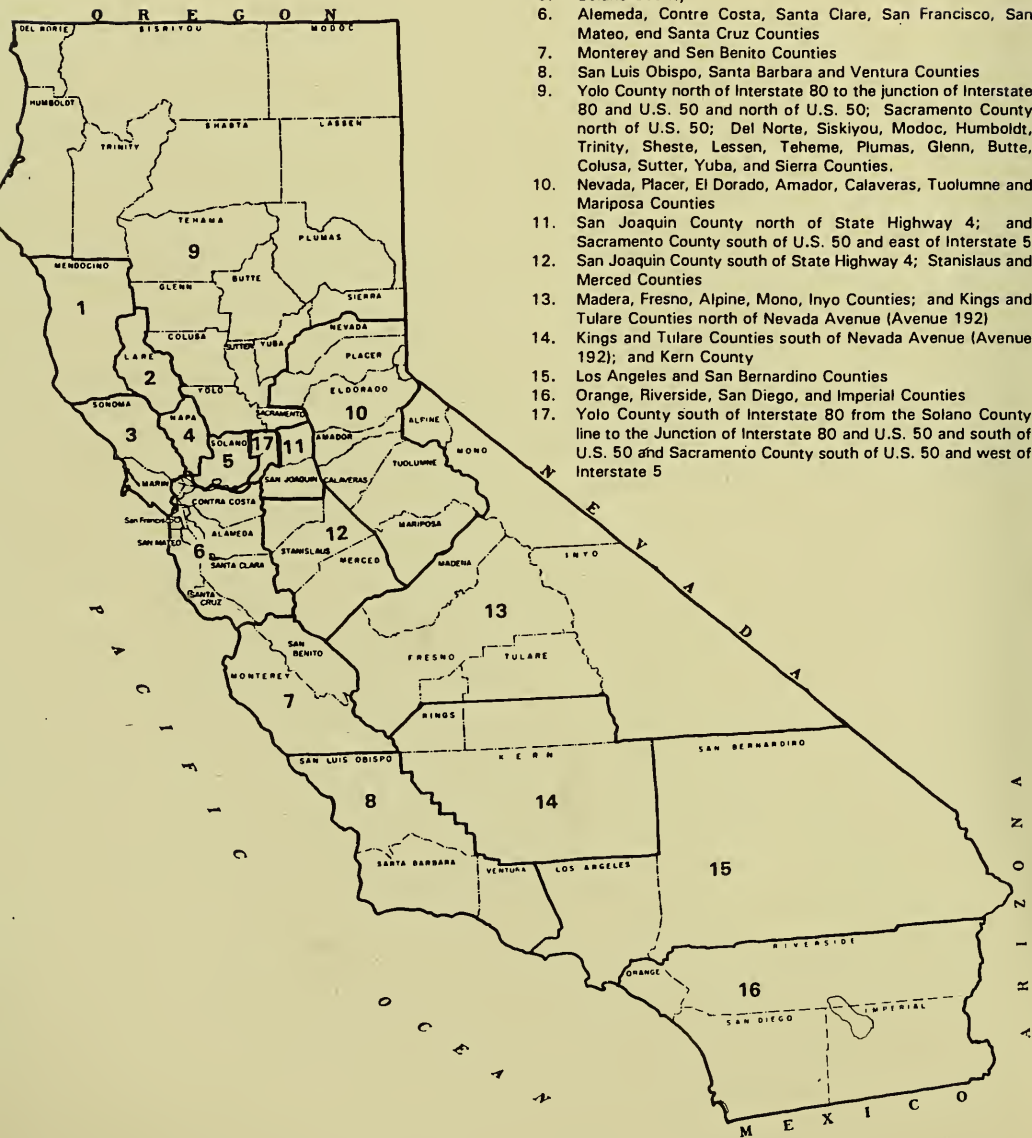 6. Alemeda, Contre Costa, Santa Clare, San Francisco, San
Mateo, end Santa Cruz Counties
7. Monterey and Sen Benito Counties
8. San Luis Obispo, Santa Barbara and Ventura Counties
9. Yolo County north of Interstate 80 to the junction of Interstate
80 and U.S. 50 and north of U.S. 50; Sacramento County
north of U.S. 50; Del Norte, Siskiyou, Modoc, Humboldt,
Trinity, Sheste, Lessen, Teheme, Plumas, Glenn, Butte,
Colusa, Sutter, Yuba, and Sierra Counties.
10. Nevada, Placer, El Dorado, Amador, Calaveras, Tuolumne and
Mariposa Counties
11. San Joaquin County north of State Highway 4; and
Sacramento County south of U.S. 50 and east of Interstate 5
12. San Joaquin County south of State Highway 4; Stanislaus and
Merced Counties
13. Madera, Fresno, Alpine, Mono, Inyo Counties; and Kings and
Tulare Counties north of Nevada Avenue (Avenue 192)
14. Kings and Tulare Counties south of Nevada Avenue (Avenue
192); and Kern County
15. Los Angeles and San Bernardino Counties
16. Orange, Riverside, San Diego, and Imperial Counties
17. Yolo County south of Interstate 80 from the Solano County
line to the Junction of Interstate 80 and U.S. 50 and south of
U.S. 50 and Sacramento County south of U.S. 50 and west of
Interstate 5
OREGON
DEL NORTE
SISKIYOU
MODOC
HUMBOLDT
TRINITY
SHASTA
LASSEN
TEHAMA
PLUMAS
9
MENDOCINO
1
GLENN
BUTTE
SIERRA
COLUSA
SUTTER
YUBA
NEVADA
PLACER
LARE
2
YOLO
ELDORADO
10
SONOMA
3
NAPA
4
SOLANO
5
SACRAMENTO
17
11
AMADOR
ALPINE
MONO
TUOLUMNE
MARIN
SAN JOAQUIN
CALAVERAS
CONTRA COSTA
San Francisco
ALAMEDA
SAN MATEO
6
SANTA CLARA
STANISLAUS
12
MERCED
MARIPOSA
SANTA
CRUZ
MADENA
INYO
NEVADA
13
SAN
BENITO
FRESNO
TULARE
MONTEREY
7
RINGS
PACIFIC
SAN LUIS OBISPO
KERN
SAN BERNARDIRO
8
14
SARTA BARBARA
VENTURA
LOS ARGELES
15
ARIZONA
RIVERSIDE
ORANGE
16
SAN DIEGO
IMPERIAL
OCEAN
MEXICO